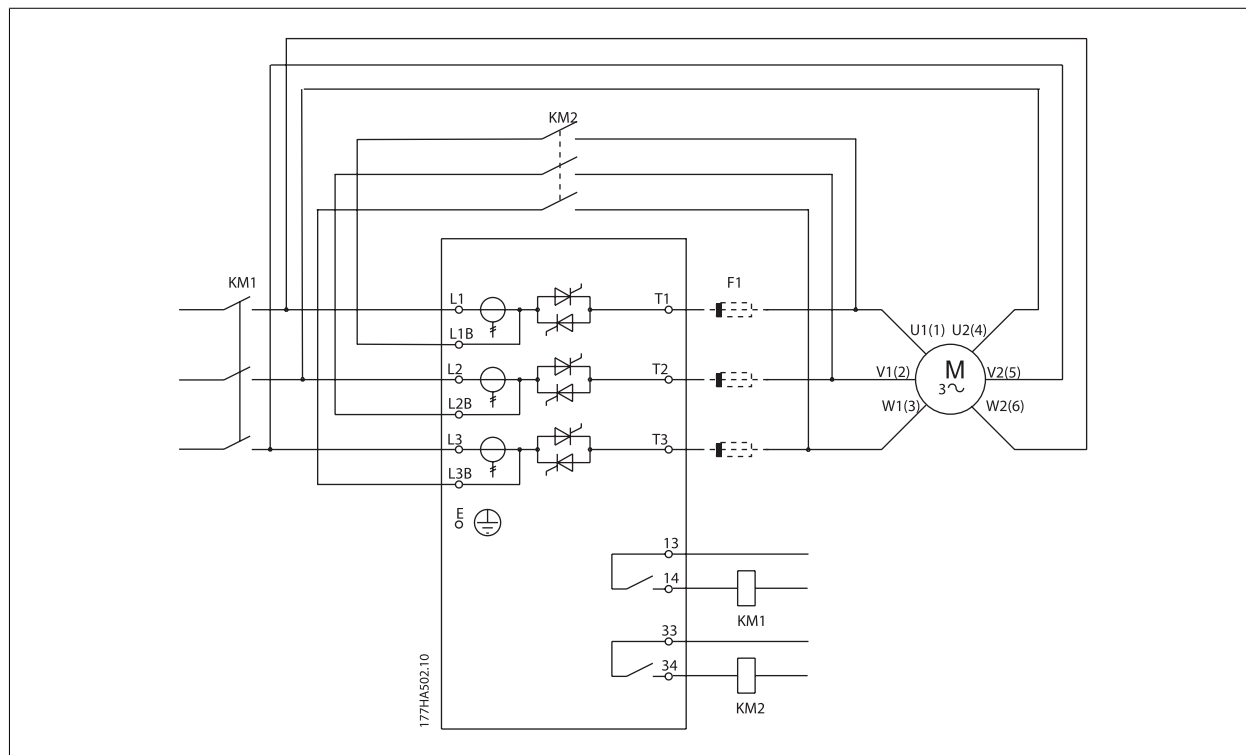 KM2
KM1
F1
L1
T1
L1B
U1(1) U2(4)
L2
T2
V1(2)
M
3~
V2(5)
L2B
W1(3)
W2(6)
L3
T3
L3B
E
13
14
KM1
33
34
KM2
177HA502.10